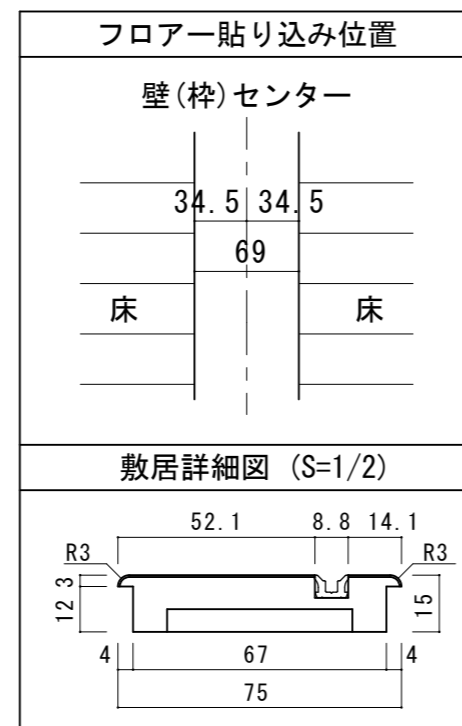 フロアー貼り込み位置
壁(枠)センター
34.5 34.5
69
床 床
敷居詳細図 (S=1/2)
52.1 8.8 14.1
R3 R3
3
12 15
4 67 4
75